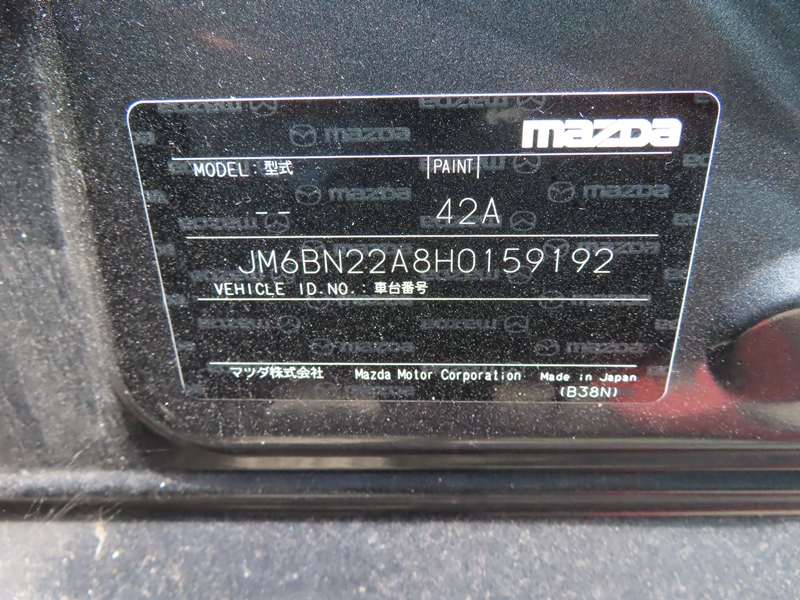 mazda
MODEL: 型式 PAINT
-- 42A
JM6BN22A8H0159192
VEHICLE ID.NO.: 車台番号
マツダ株式会社 Mazda Motor Corporation Made in Japan
(B38N)